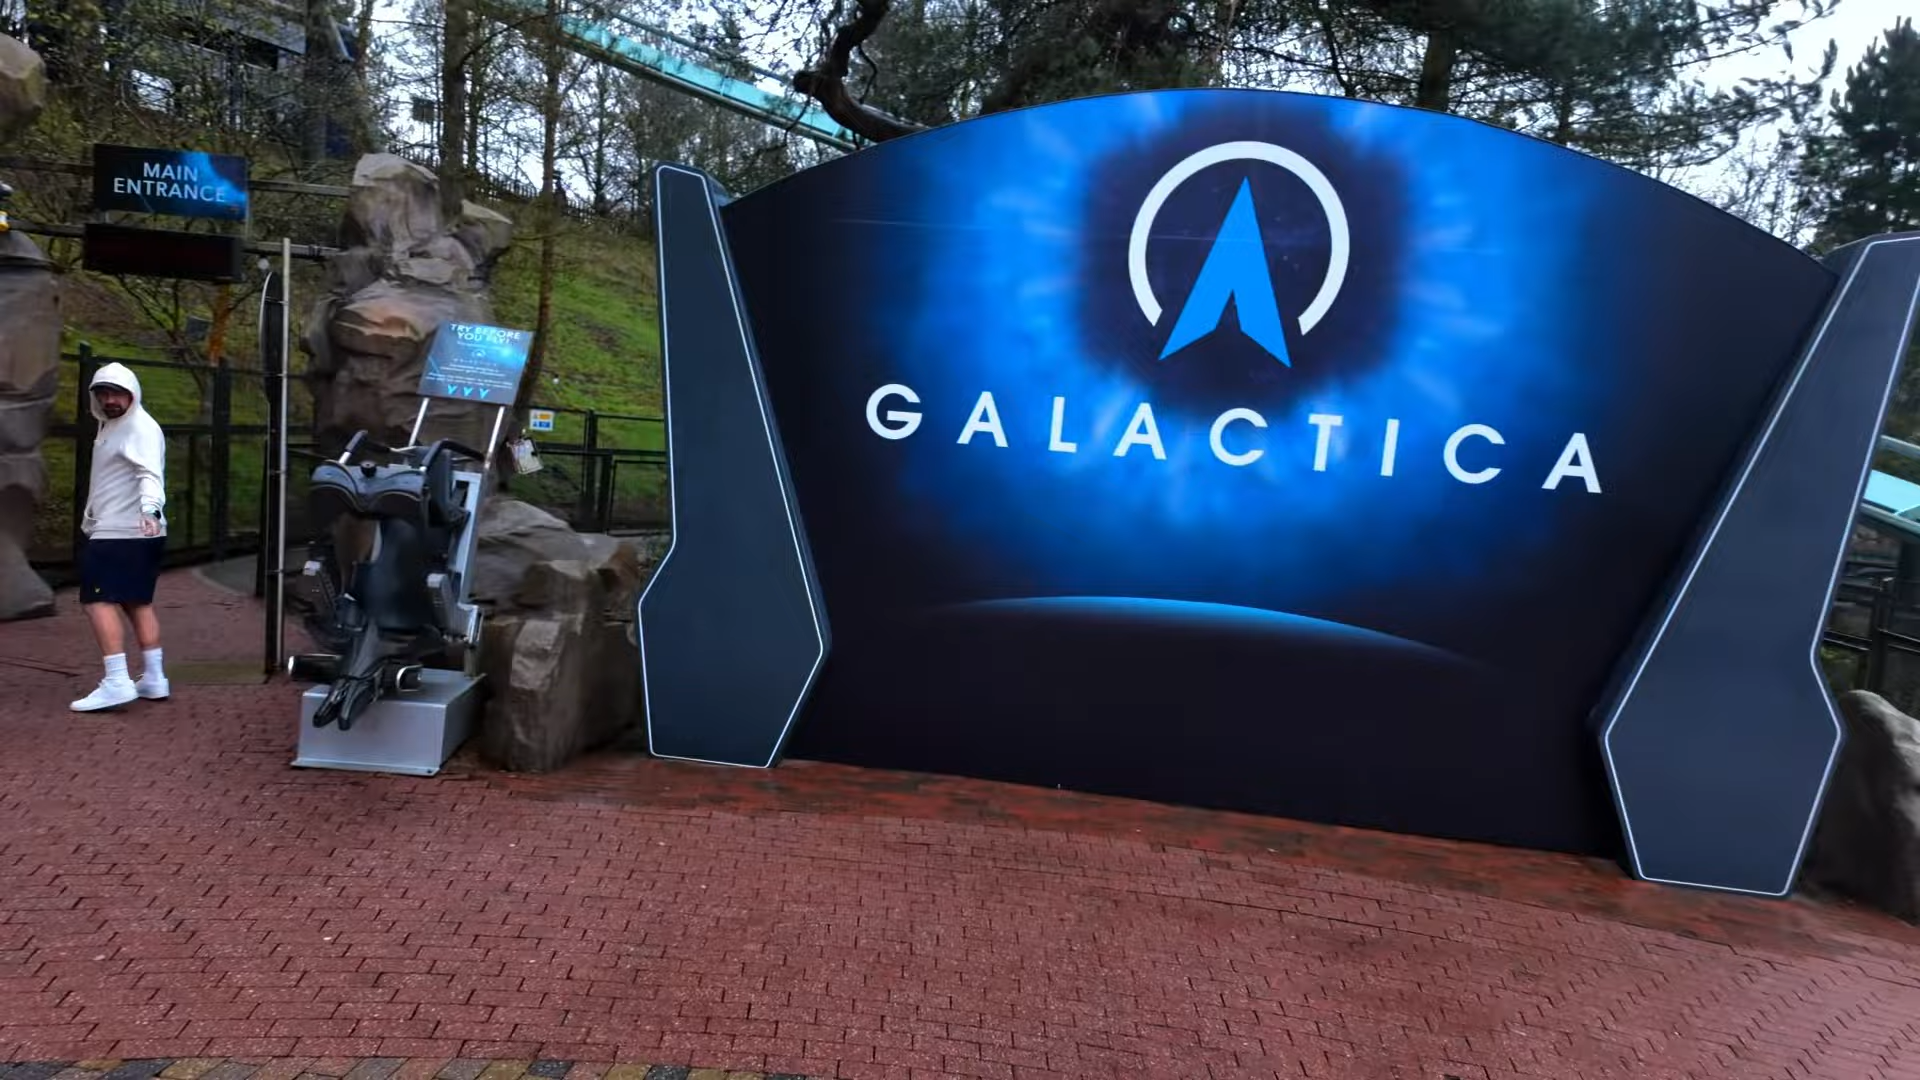 MAIN
ENTRANCE
TRY BEFORE
YOU FLY!
GALACTICA